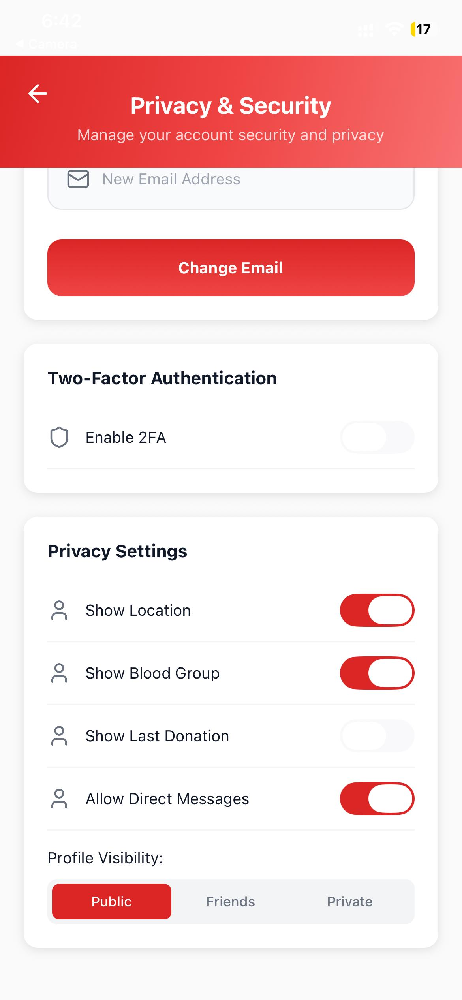 6:42
Camera
17
Privacy & Security
Manage your account security and privacy
New Email Address
Change Email
Two-Factor Authentication
Enable 2FA
Privacy Settings
Show Location
Show Blood Group
Show Last Donation
Allow Direct Messages
Profile Visibility:
Public Friends Private